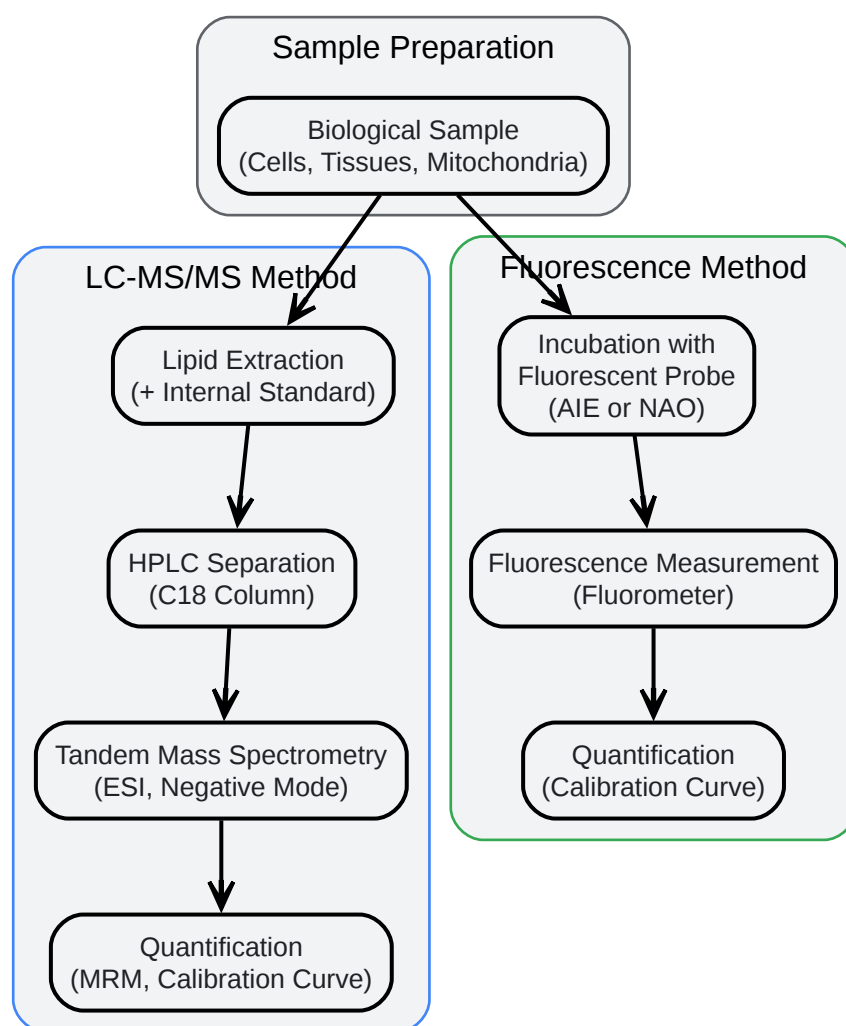 Sample Preparation
Biological Sample
(Cells, Tissues, Mitochondria)
LC-MS/MS Method
Lipid Extraction
(+ Internal Standard)
HPLC Separation
(C18 Column)
Tandem Mass Spectrometry
(ESI, Negative Mode)
Quantification
(MRM, Calibration Curve)
Fluorescence Method
Incubation with
Fluorescent Probe
(AIE or NAO)
Fluorescence Measurement
(Fluorometer)
Quantification
(Calibration Curve)